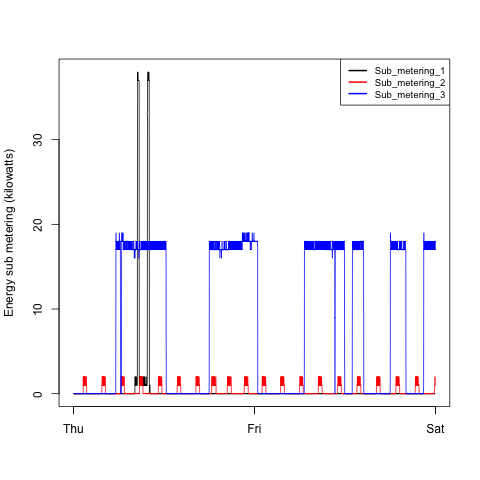 Sub_metering_1
Sub_metering_2
Sub_metering_3
Energy sub metering (kilowatts)
30
20
10
0
Thu Fri Sat